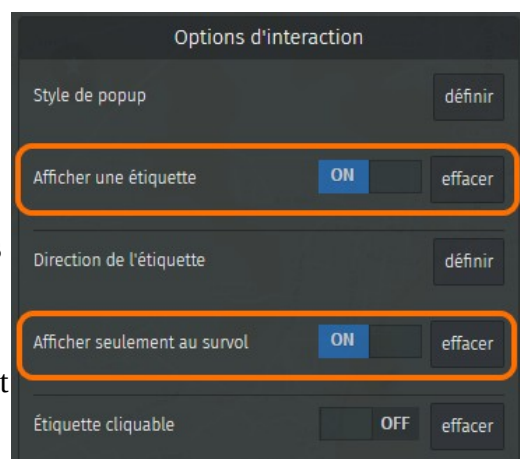 Options d'interaction
Style de popup définir
Afficher une étiquette ON effacer
Direction de l'étiquette définir
Afficher seulement au survol ON effacer
t
Étiquette cliquable OFF effacer